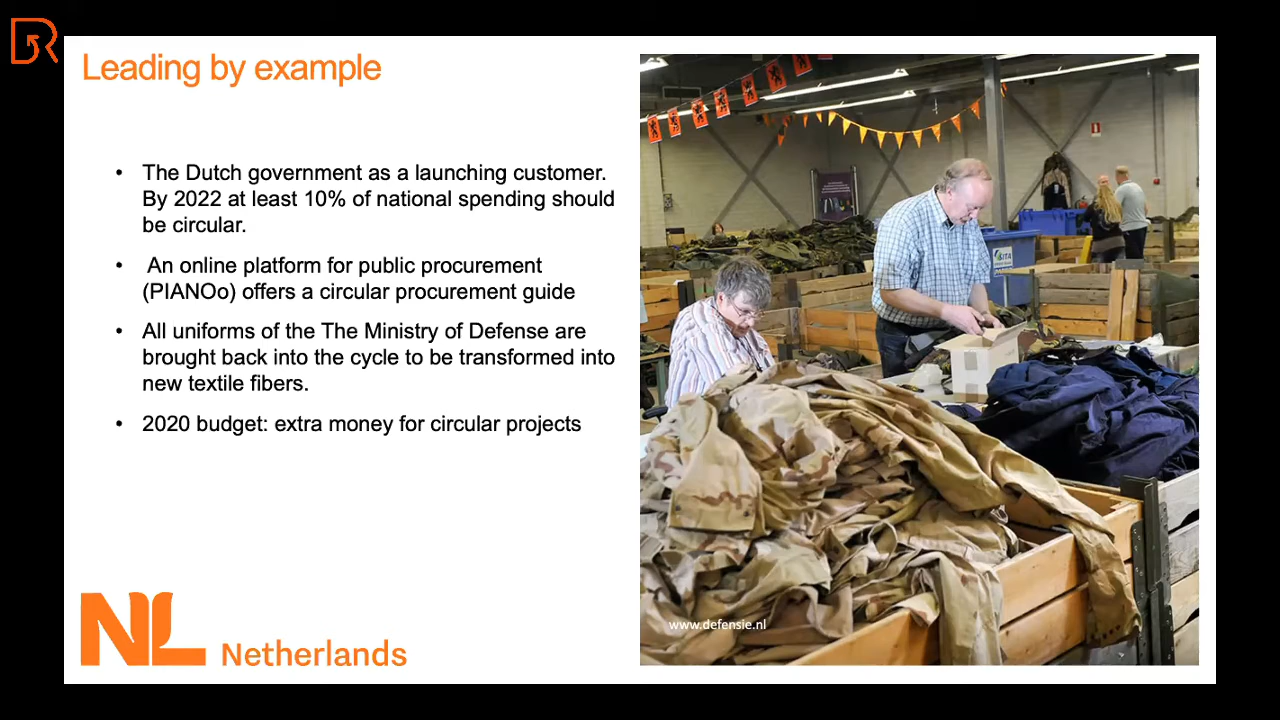 Leading by example
• The Dutch government as a launching customer.
By 2022 at least 10% of national spending should
be circular.
• An online platform for public procurement
(PIANOo) offers a circular procurement guide
• All uniforms of the The Ministry of Defense are
brought back into the cycle to be transformed into
new textile fibers.
• 2020 budget: extra money for circular projects
SITA
www.defensie.nl
NL Netherlands